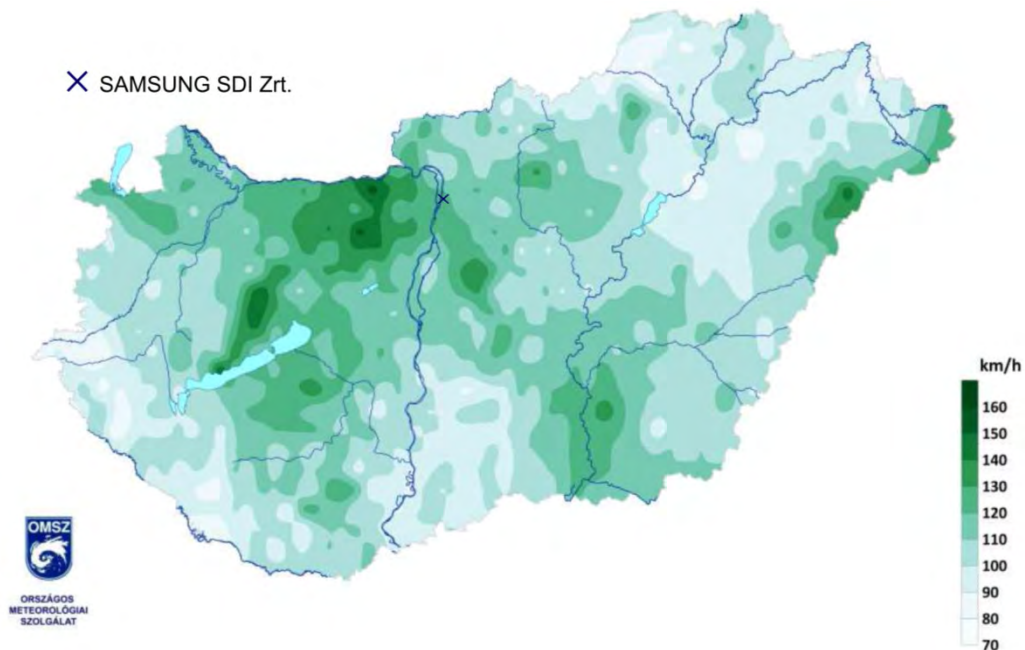 SAMSUNG SDI Zrt.
km/h
160
150
140
130
120
110
100
90
80
70
OMSZ
ORSZÁGOS
METEOROLÓGIAI
SZOLGÁLAT